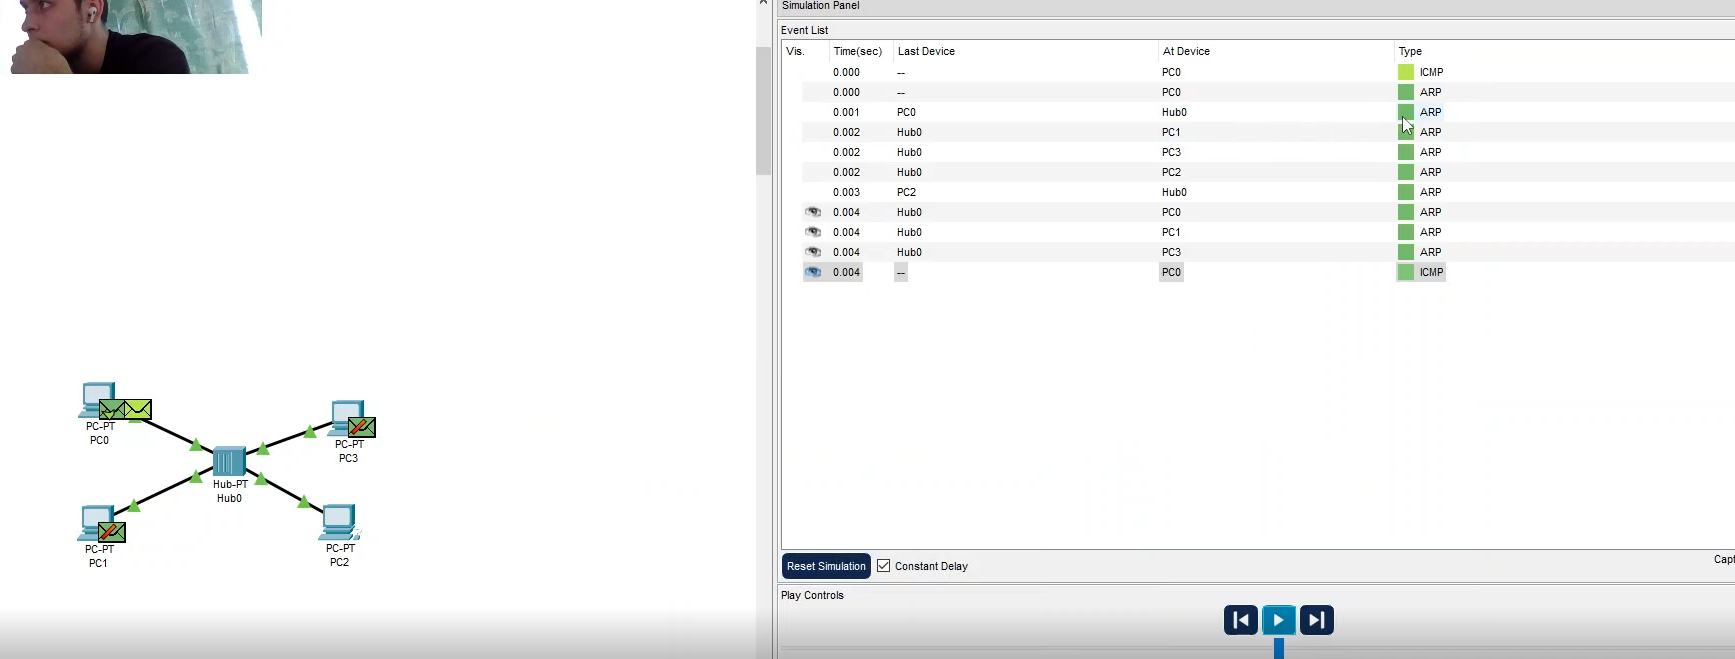 Simulation Panel
Event List
Vis. Time(sec) Last Device At Device Type
0.000 -- PC0 ICMP
0.000 -- PC0 ARP
0.001 PC0 Hub0 ARP
0.002 Hub0 PC1 ARP
0.002 Hub0 PC3 ARP
0.002 Hub0 PC2 ARP
0.003 PC2 Hub0 ARP
0.004 Hub0 PC0 ARP
0.004 Hub0 PC1 ARP
0.004 Hub0 PC3 ARP
0.004 -- PC0 ICMP
PC-PT
PC0
PC-PT
PC3
Hub-PT
Hub0
PC-PT
PC1
PC-PT
PC2
Reset Simulation Constant Delay Capt
Play Controls